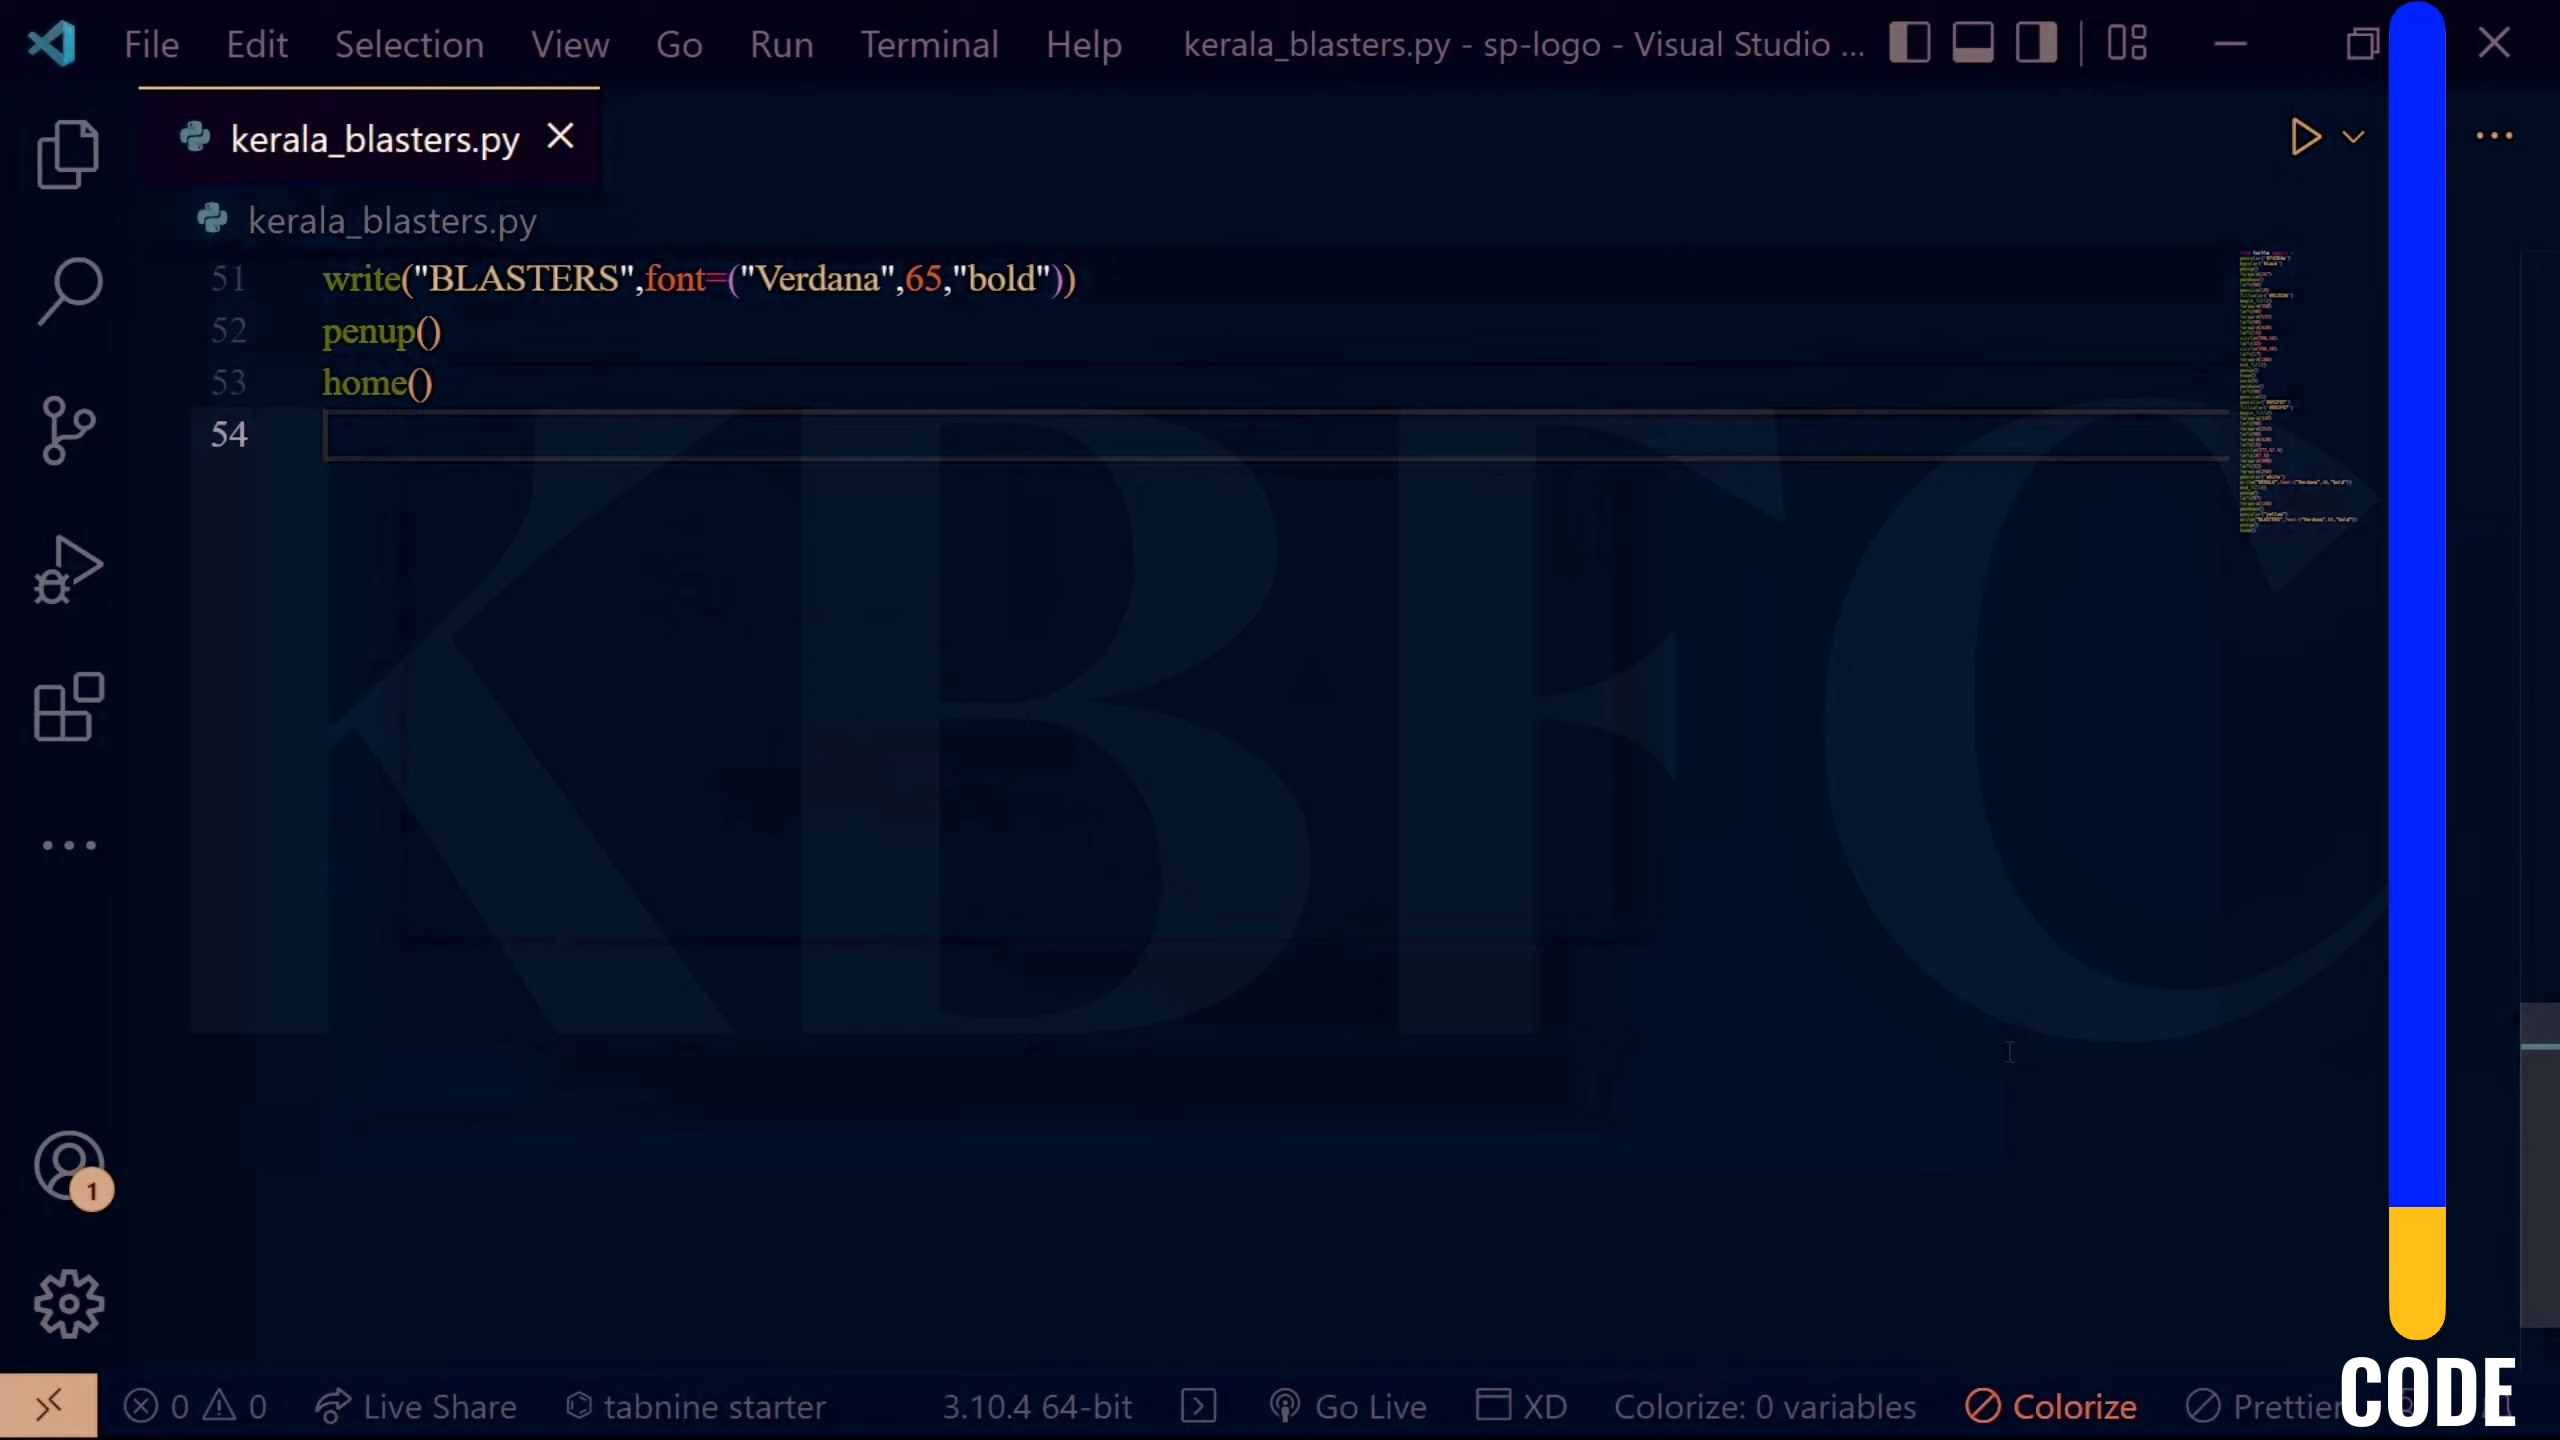 File Edit Selection View Go Run Terminal Help kerala_blasters.py - sp-logo - Visual Studio ...
kerala_blasters.py
kerala_blasters.py
51 write("BLASTERS",font=("Verdana",65,"bold"))
52 penup()
53 home()
54
KBFC
1
0 0 Live Share tabnine starter 3.10.4 64-bit Go Live XD Colorize: 0 variables Colorize Prettier
CODE